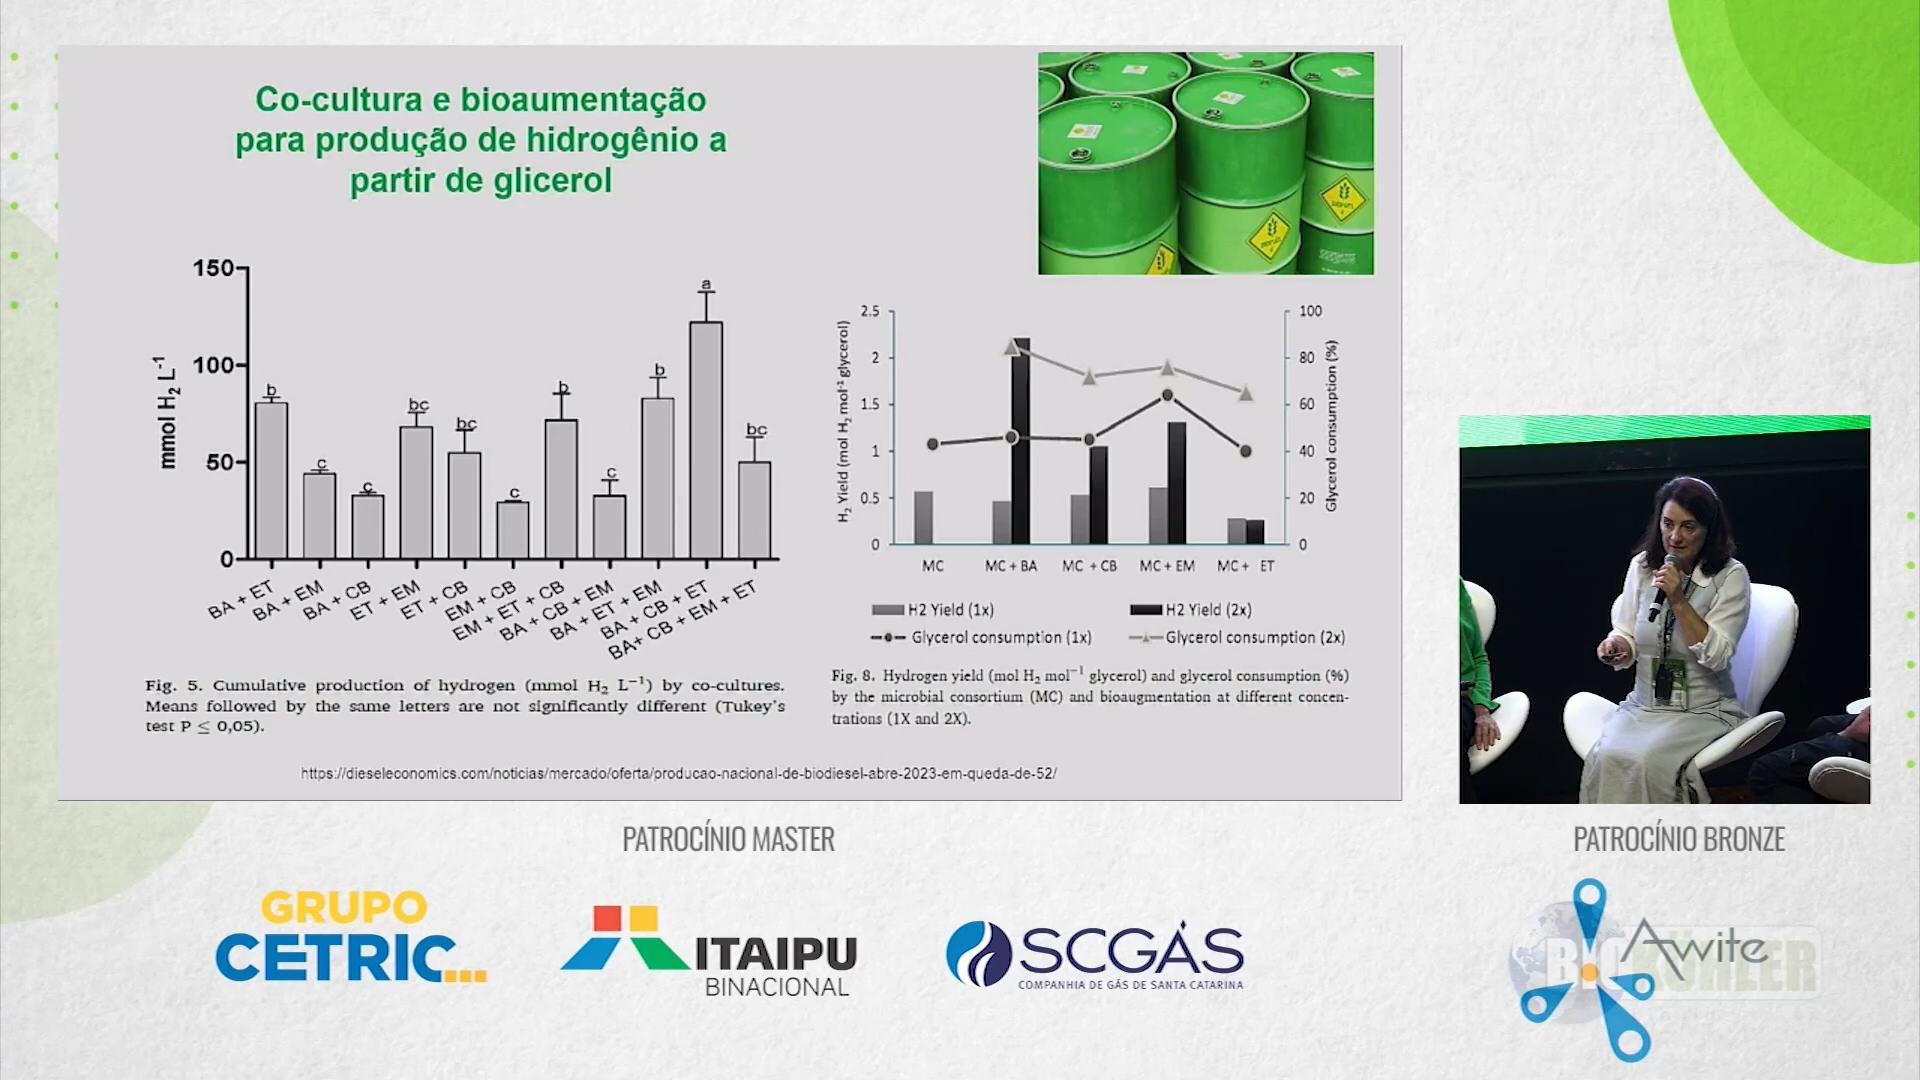 Co-cultura e bioaumentação
para produção de hidrogênio a
partir de glicerol
150
100
50
0
mmol H₂ L⁻¹
b
c
c
bc
bc
c
b
c
b
a
bc
BA + ET
BA + EM
BA + CB
ET + EM
ET + CB
EM + CB
EM + ET + CB
BA + CB + EM
BA + ET + EM
BA + CB + ET
BA+ CB + EM + ET
Fig. 5. Cumulative production of hydrogen (mmol H₂ L⁻¹) by co-cultures.
Means followed by the same letters are not significantly different (Tukey's
test P ≤ 0,05).
2.5
2
1.5
1
0.5
0
H₂ Yield (mol H₂ mol⁻¹ glycerol)
100
80
60
40
20
0
Glycerol consumption (%)
MC
MC + BA
MC + CB
MC + EM
MC + ET
H2 Yield (1x)
H2 Yield (2x)
Glycerol consumption (1x)
Glycerol consumption (2x)
Fig. 8. Hydrogen yield (mol H₂ mol⁻¹ glycerol) and glycerol consumption (%)
by the microbial consortium (MC) and bioaugmentation at different concen-
trations (1X and 2X).
https://dieseleconomics.com/noticias/mercado/oferta/producao-nacional-de-biodiesel-abre-2023-em-queda-de-52/
PATROCÍNIO MASTER
PATROCÍNIO BRONZE
GRUPO
CETRIC...
ITAIPU
BINACIONAL
SCGÁS
COMPANHIA DE GÁS DE SANTA CATARINA
Awite